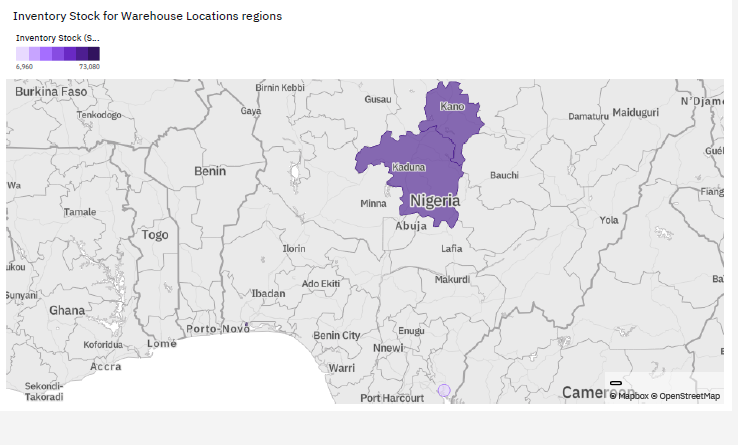 Inventory Stock for Warehouse Locations regions
Inventory Stock (S...
6,960 73,080
Burkina Faso
Birnin Kebbi
Gusau
Kano
N'Djame
Tenkodogo
Gaya
Damaturu
Maiduguri
Guél
Benin
Kaduna
Bauchi
Wa
Fiang
Minna
Nigeria
Tamale
Togo
Abuja
Yola
Ilorin
Lafia
ukou
Ado Ekiti
Makurdi
Ba
Sunyani
Ibadan
Ghana
Porto-Novo
Enugu
Koforidua
Lomé
Benin City
Nnewi
Accra
Warri
Sekondi-
Takoradi
Port Harcourt
Cameroon
© Mapbox © OpenStreetMap